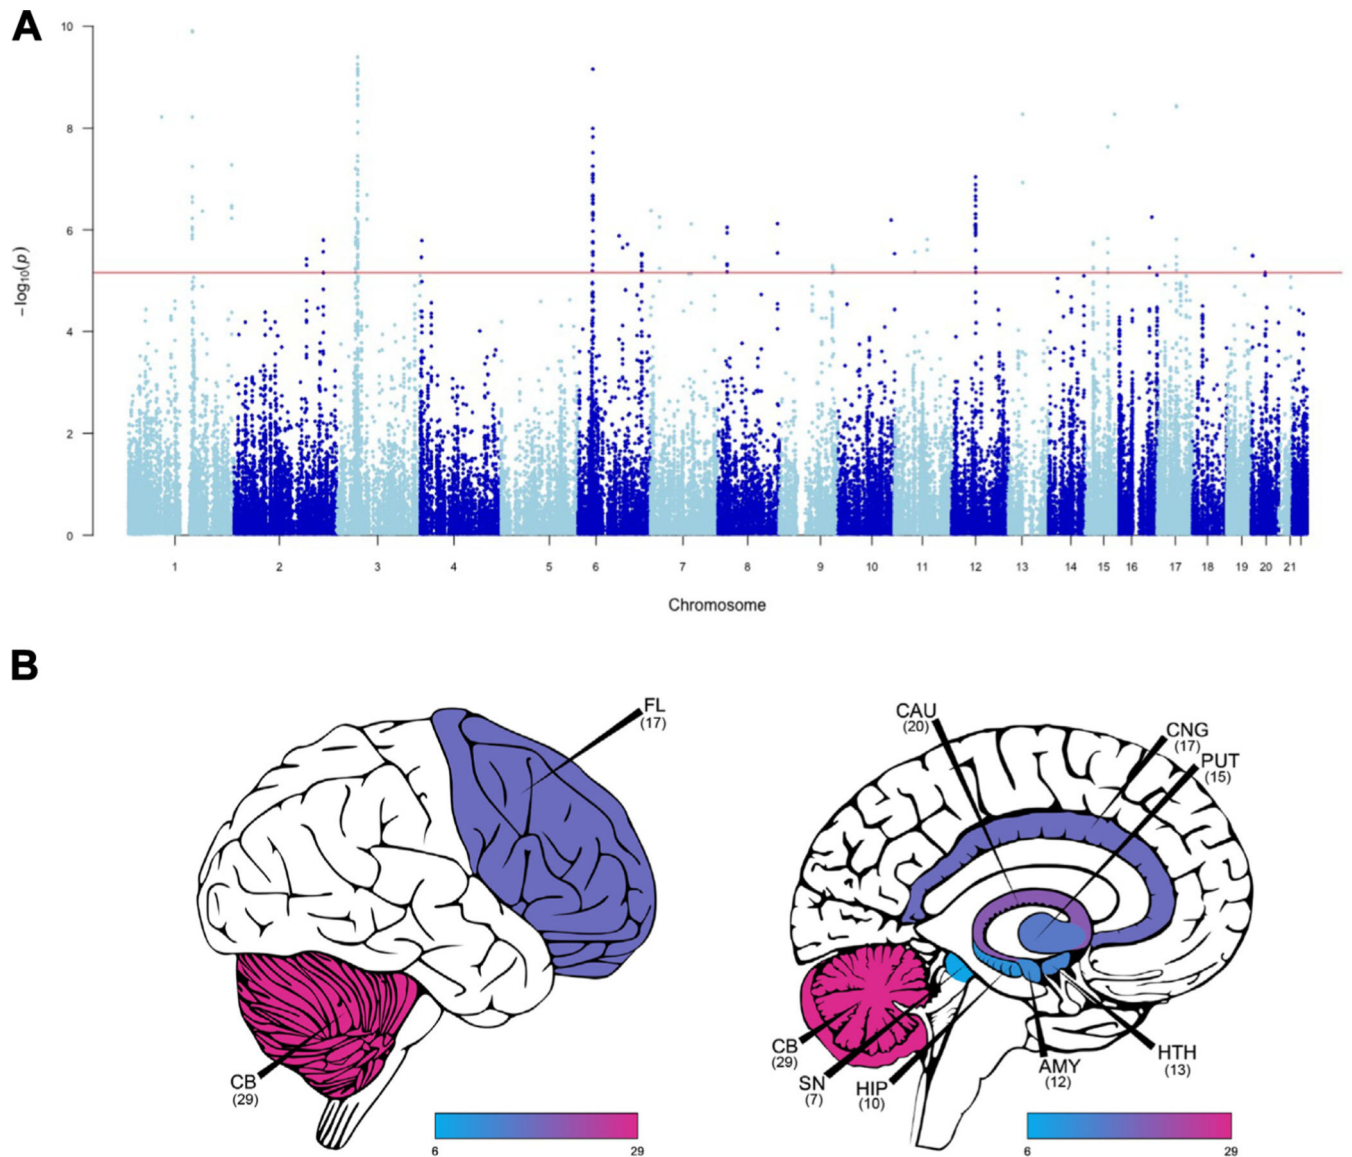 A
10
8
6
4
2
0
−log10(p)
1 2 3 4 5 6 7 8 9 10 11 12 13 14 15 16 17 18 19 20 21
Chromosome
B
FL
(17)
CB
(29)
6 29
CAU
(20)
CNG
(17)
PUT
(15)
CB
(29)
SN
(7)
HIP
(10)
AMY
(12)
HTH
(13)
6 29